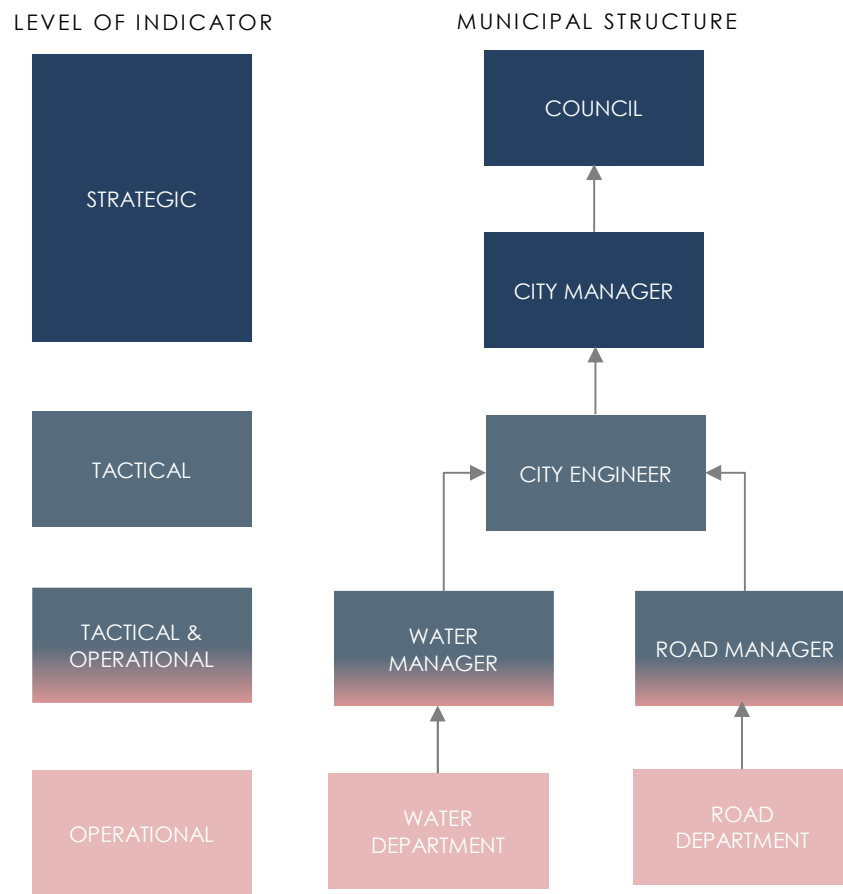 LEVEL OF INDICATOR
MUNICIPAL STRUCTURE
STRATEGIC
COUNCIL
CITY MANAGER
TACTICAL
CITY ENGINEER
TACTICAL &
OPERATIONAL
WATER
MANAGER
ROAD MANAGER
OPERATIONAL
WATER
DEPARTMENT
ROAD
DEPARTMENT